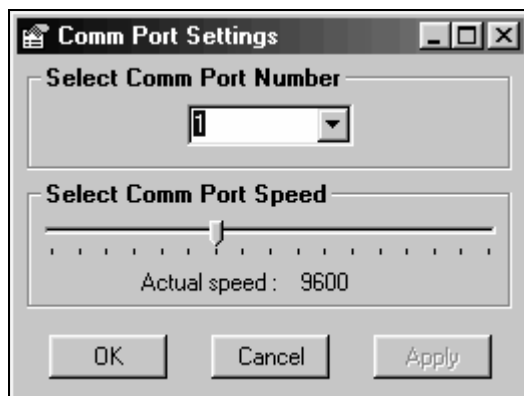 Comm Port Settings
Select Comm Port Number
1
Select Comm Port Speed
Actual speed : 9600
OK Cancel Apply